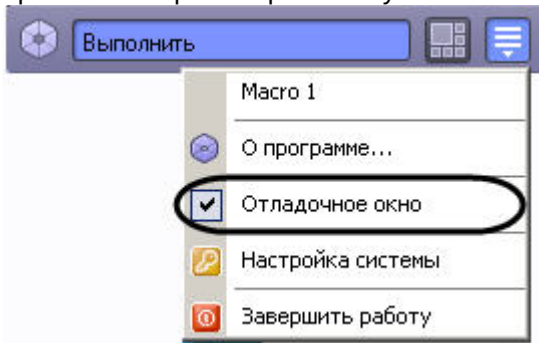 Выполнить
Macro 1
О программе...
Отладочное окно
Настройка системы
Завершить работу